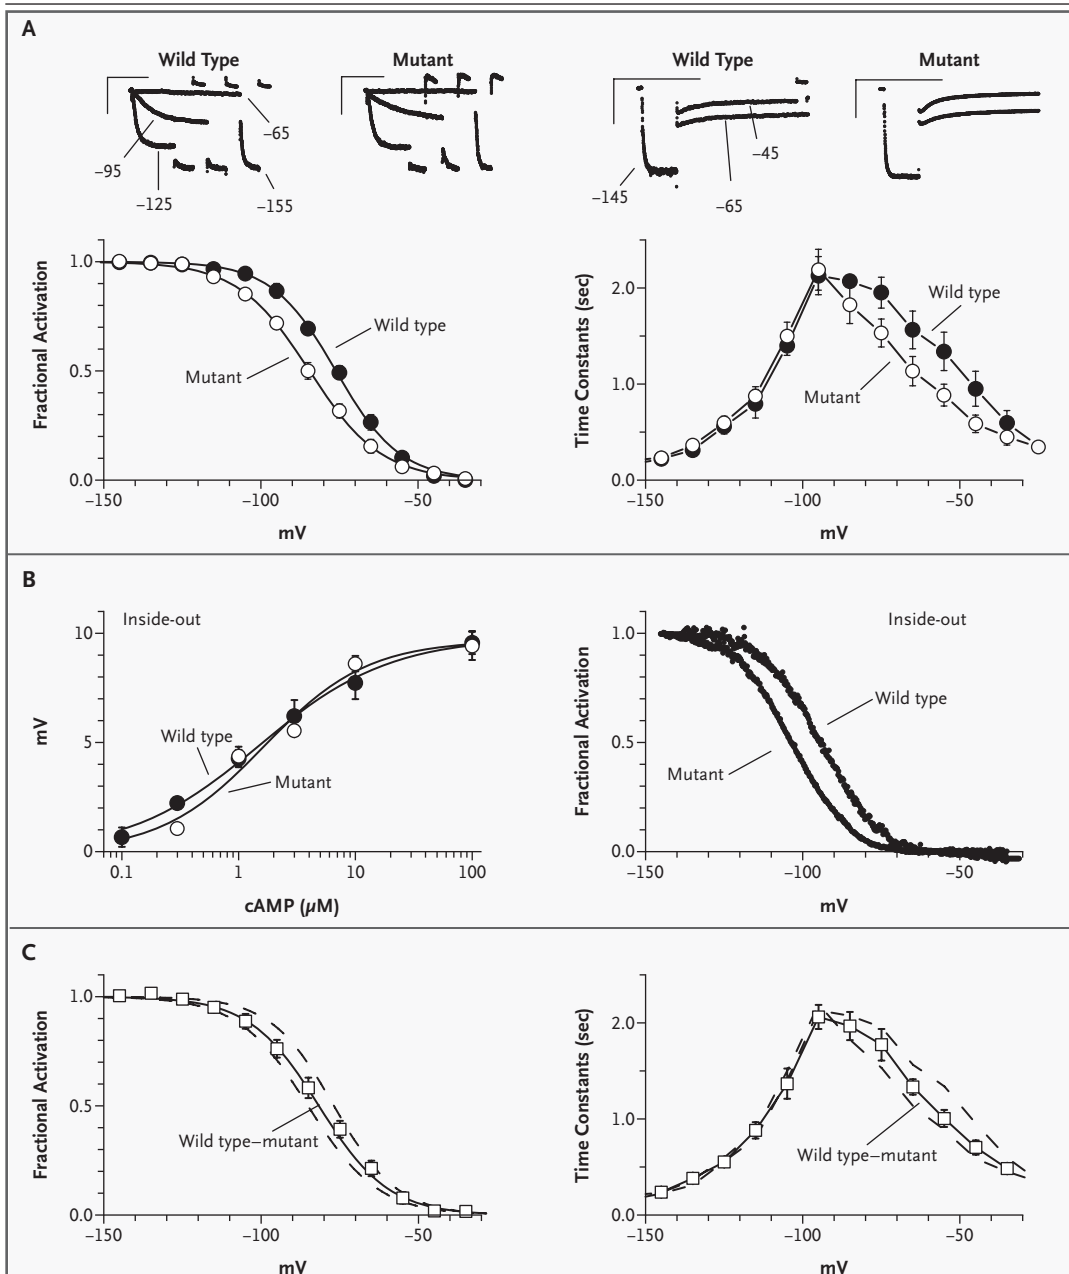 A
Wild Type
Mutant
Wild Type
Mutant
–65
–95
–125
–155
–45
–145
–65
Fractional Activation
1.0
0.5
0.0
Wild type
Mutant
–150
–100
–50
mV
Time Constants (sec)
2.0
1.0
0.0
Wild type
Mutant
–150
–100
–50
mV
B
Inside-out
mV
10
5
0
Wild type
Mutant
0.1
1
10
100
cAMP (µM)
Inside-out
Fractional Activation
1.0
0.5
0.0
Wild type
Mutant
–150
–100
–50
mV
C
Fractional Activation
1.0
0.5
0.0
Wild type–mutant
–150
–100
–50
mV
Time Constants (sec)
2.0
1.0
0.0
Wild type–mutant
–150
–100
–50
mV